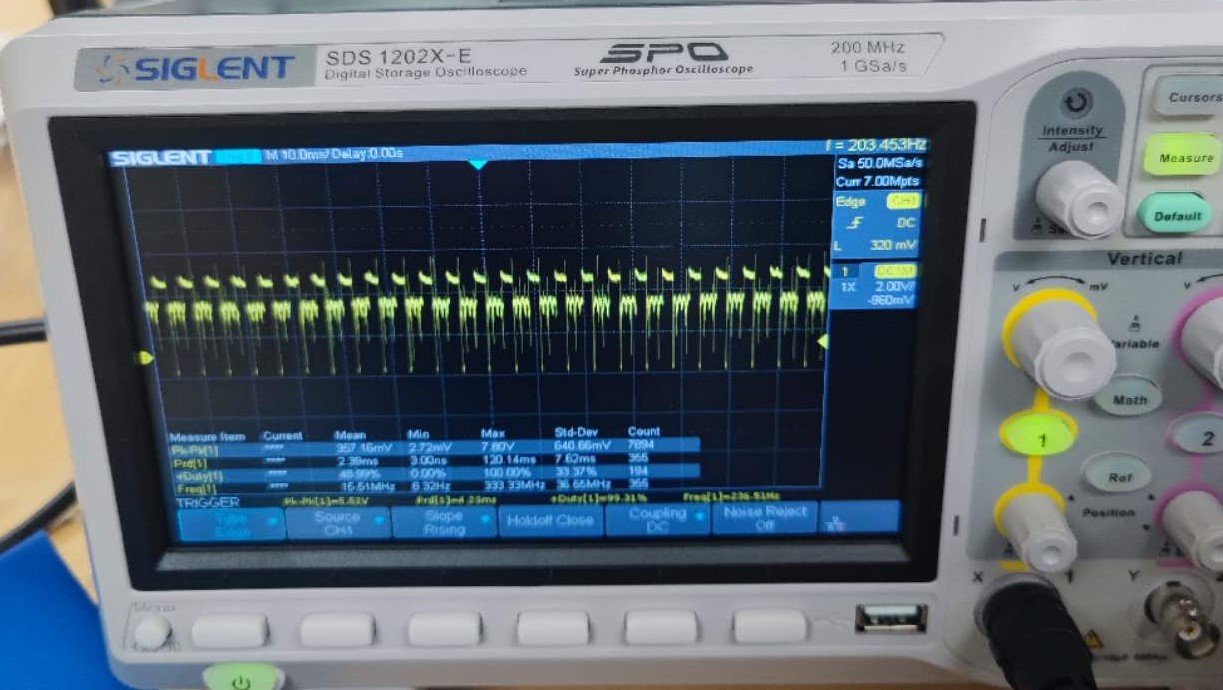 SIGLENT SDS 1202X-E SPO 200 MHz
Digital Storage Oscilloscope Super Phosphor Oscilloscope 1 GSa/s
Cursors
Intensity
Adjust
Measure
Default
SIGLENT M 10.0ms/ Delay:0.00s f = 203.453Hz
Sa 50.0MSa/s
Curr 7.00Mpts
Edge CH1
DC
L 320 mV
1 DC1M
1X 2.00V/
-960mV
Vertical
V mV V
Variable
Math
1 2
Ref
Position
Measure Item Current Mean Min Max Std-Dev Count
Pk-Pk[1] **** 357.16mV 2.72mV 7.80V 640.66mV 7894
Prd[1] **** 2.39ms 3.00ns 120.14ms 7.62ms 355
+Duty[1] **** 48.99% 0.00% 100.00% 33.37% 194
Freq[1] **** 15.51MHz 8.32Hz 333.33MHz 36.65MHz 355
TRIGGER Pk-Pk[1]=5.52V Prd[1]=4.23ms +Duty[1]=99.31% Freq[1]=236.51Hz
Type Source Slope Holdoff Close Coupling Noise Reject
Edge CH1 Rising DC Off
X Y
Menu
On/Off